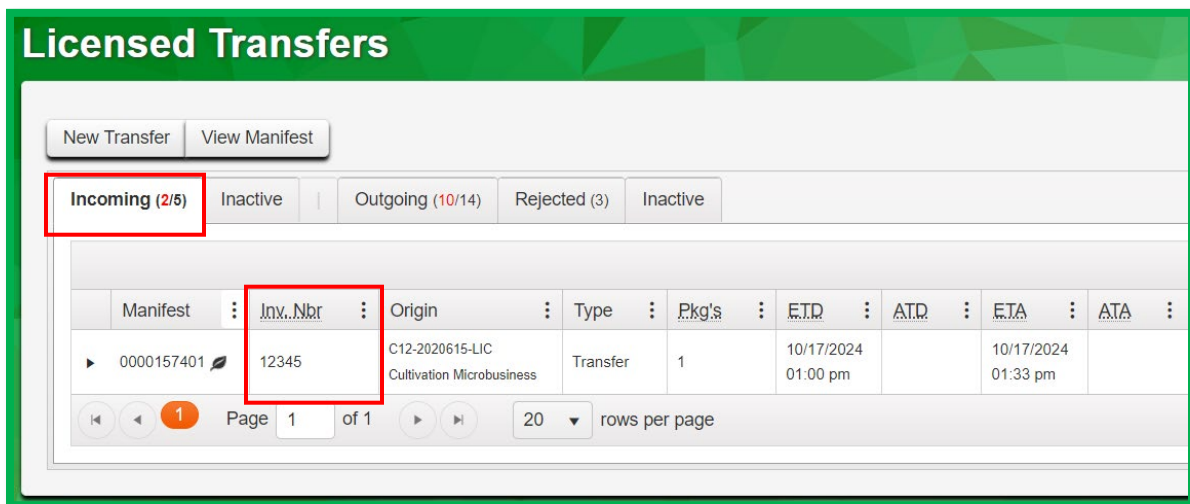 Licensed Transfers
New Transfer View Manifest
Incoming (2/5) Inactive | Outgoing (10/14) Rejected (3) Inactive
Manifest Inv. Nbr Origin Type Pkg's ETD ATD ETA ATA
0000157401 12345 C12-2020615-LIC Cultivation Microbusiness Transfer 1 10/17/2024 01:00 pm 10/17/2024 01:33 pm
1 Page 1 of 1 20 rows per page